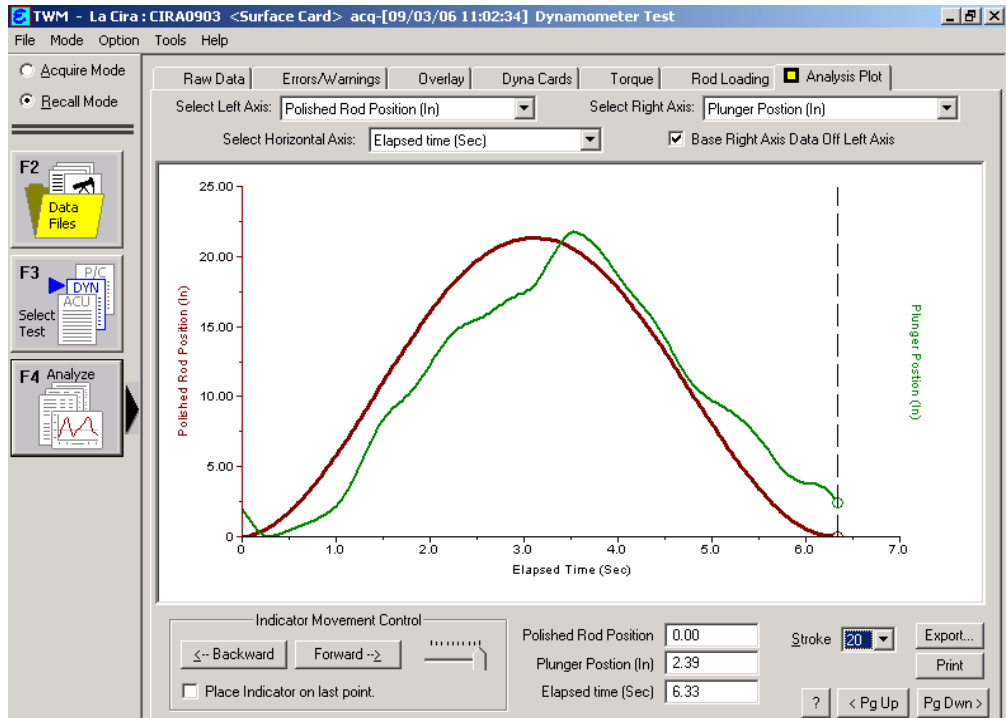 TWM - La Cira : CIRA0903 <Surface Card> acq-[09/03/06 11:02:34] Dynamometer Test
File Mode Option Tools Help
Acquire Mode
Recall Mode
F2
Data
Files
F3
P/C
DYN
ACU
Select
Test
F4 Analyze
Raw Data Errors/Warnings Overlay Dyna Cards Torque Rod Loading Analysis Plot
Select Left Axis: Polished Rod Position (In) Select Right Axis: Plunger Postion (In)
Select Horizontal Axis: Elapsed time (Sec) Base Right Axis Data Off Left Axis
25.00
20.00
15.00
10.00
5.00
0
Polished Rod Position (In)
Plunger Postion (In)
0 1.0 2.0 3.0 4.0 5.0 6.0 7.0
Elapsed Time (Sec)
Indicator Movement Control
<-- Backward Forward -->
Place Indicator on last point.
Polished Rod Position 0.00
Plunger Postion (In) 2.39
Elapsed time (Sec) 6.33
Stroke 20
Export...
Print
? < Pg Up Pg Dwn >